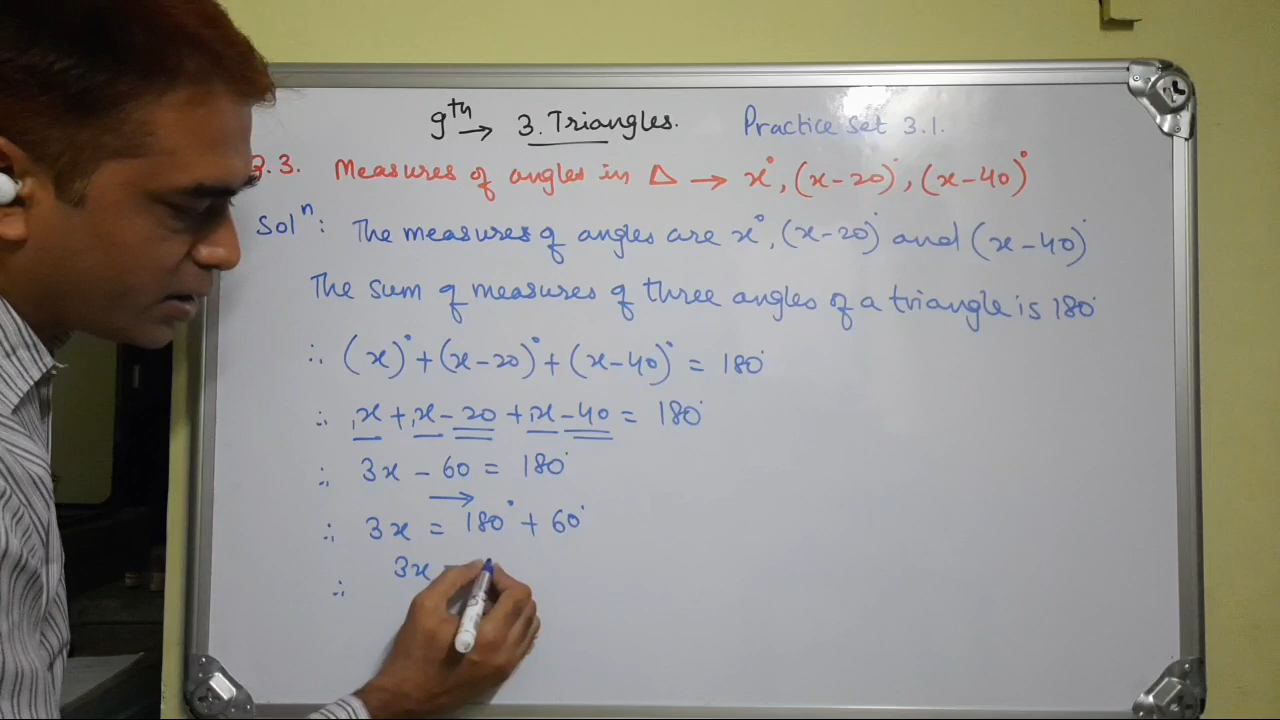 9th → 3. Triangles. Practice set 3.1.
Q.3. Measures of angles in Δ → x°, (x-20)°, (x-40)°
Solⁿ: The measures of angles are x°, (x-20)° and (x-40)°
The sum of measures of three angles of a triangle is 180°
∴ (x)° + (x-20)° + (x-40)° = 180°
∴ x + x - 20 + x - 40 = 180°
∴ 3x - 60 = 180°
∴ 3x = 180° + 60°
∴ 3x